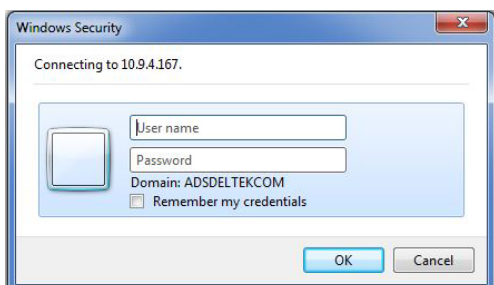 Windows Security
Connecting to 10.9.4.167.
User name
Password
Domain: ADSDELTEKCOM
Remember my credentials
OK Cancel